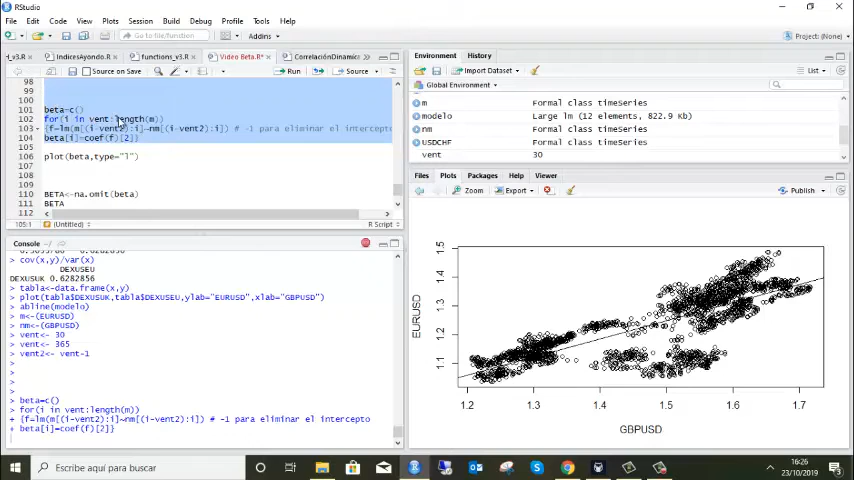 RStudio
File Edit Code View Plots Session Build Debug Profile Tools Help
Go to file/function
Addins
Project: (None)
H_v3.R
IndicesAyondo.R
functions_v3.R
Video Beta.R*
CorrelaciónDinamica
Source on Save
Run
Source
98
99
100
101 beta=c()
102 for(i in vent:length(m))
103 {f=lm(m[(i-vent2):i]~nm[(i-vent2):i]) # -1 para eliminar el intercepto
104 beta[i]=coef(f)[2]}
105
106 plot(beta,type="l")
107
108
109
110 BETA<-na.omit(beta)
111 BETA
112
105:1 (Untitled) R Script
Console ~/
cov(x,y)/var(x)
DEXUSEU
DEXUSUK 0.6282856
> tabla<-data.frame(x,y)
> plot(tabla$DEXUSUK,tabla$DEXUSEU,ylab="EURUSD",xlab="GBPUSD")
> abline(modelo)
> m<-(EURUSD)
> nm<-(GBPUSD)
> vent<- 30
> vent<- 365
> vent2<- vent-1
>
>
>
>
> beta=c()
> for(i in vent:length(m))
+ {f=lm(m[(i-vent2):i]~nm[(i-vent2):i]) # -1 para eliminar el intercepto
+ beta[i]=coef(f)[2]}
Environment History
Import Dataset
List
Global Environment
m Formal class timeSeries
modelo Large lm (12 elements, 822.9 kb)
nm Formal class timeSeries
USDCHF Formal class timeSeries
vent 30
Files Plots Packages Help Viewer
Zoom Export Publish
EURUSD
1.5
1.4
1.3
1.2
1.1
1.2 1.3 1.4 1.5 1.6 1.7
GBPUSD
Escribe aquí para buscar
16:26
23/10/2019